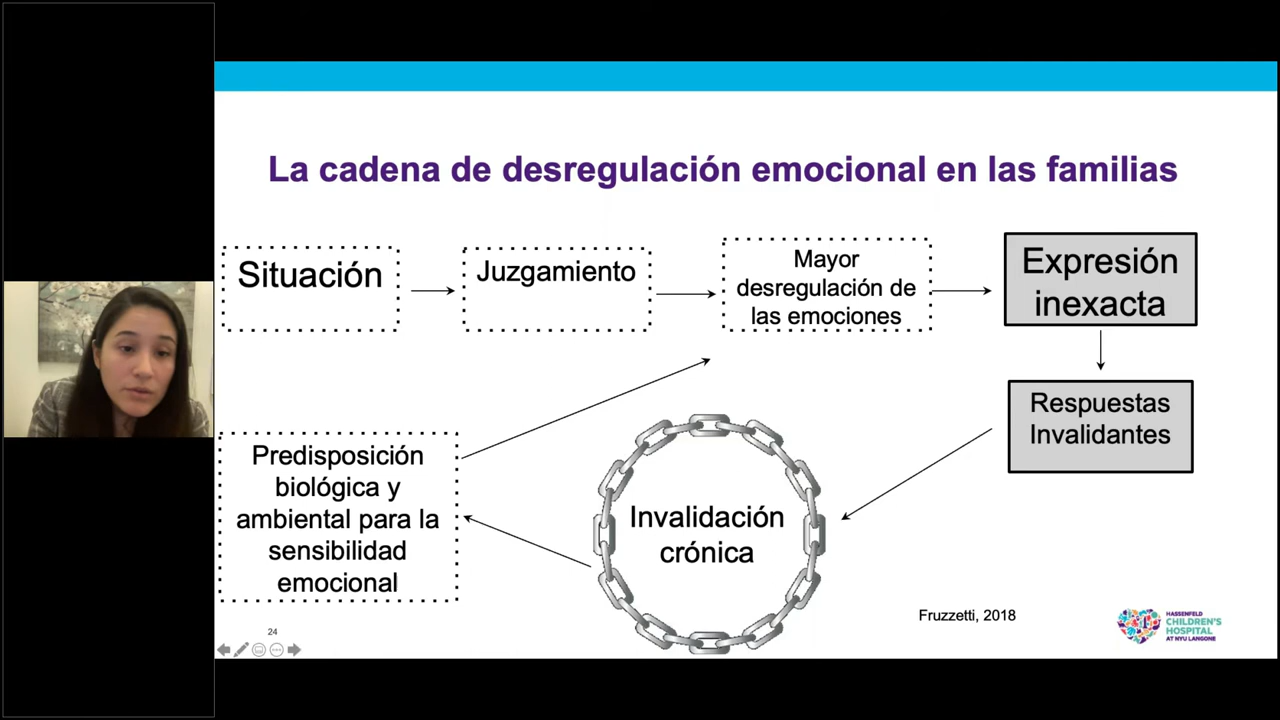 La cadena de desregulación emocional en las familias
Situación
Juzgamiento
Mayor
desregulación de
las emociones
Expresión
inexacta
Respuestas
Invalidantes
Invalidación
crónica
Predisposición
biológica y
ambiental para la
sensibilidad
emocional
Fruzzetti, 2018
24
HASSENFELD
CHILDREN'S
HOSPITAL
AT NYU LANGONE